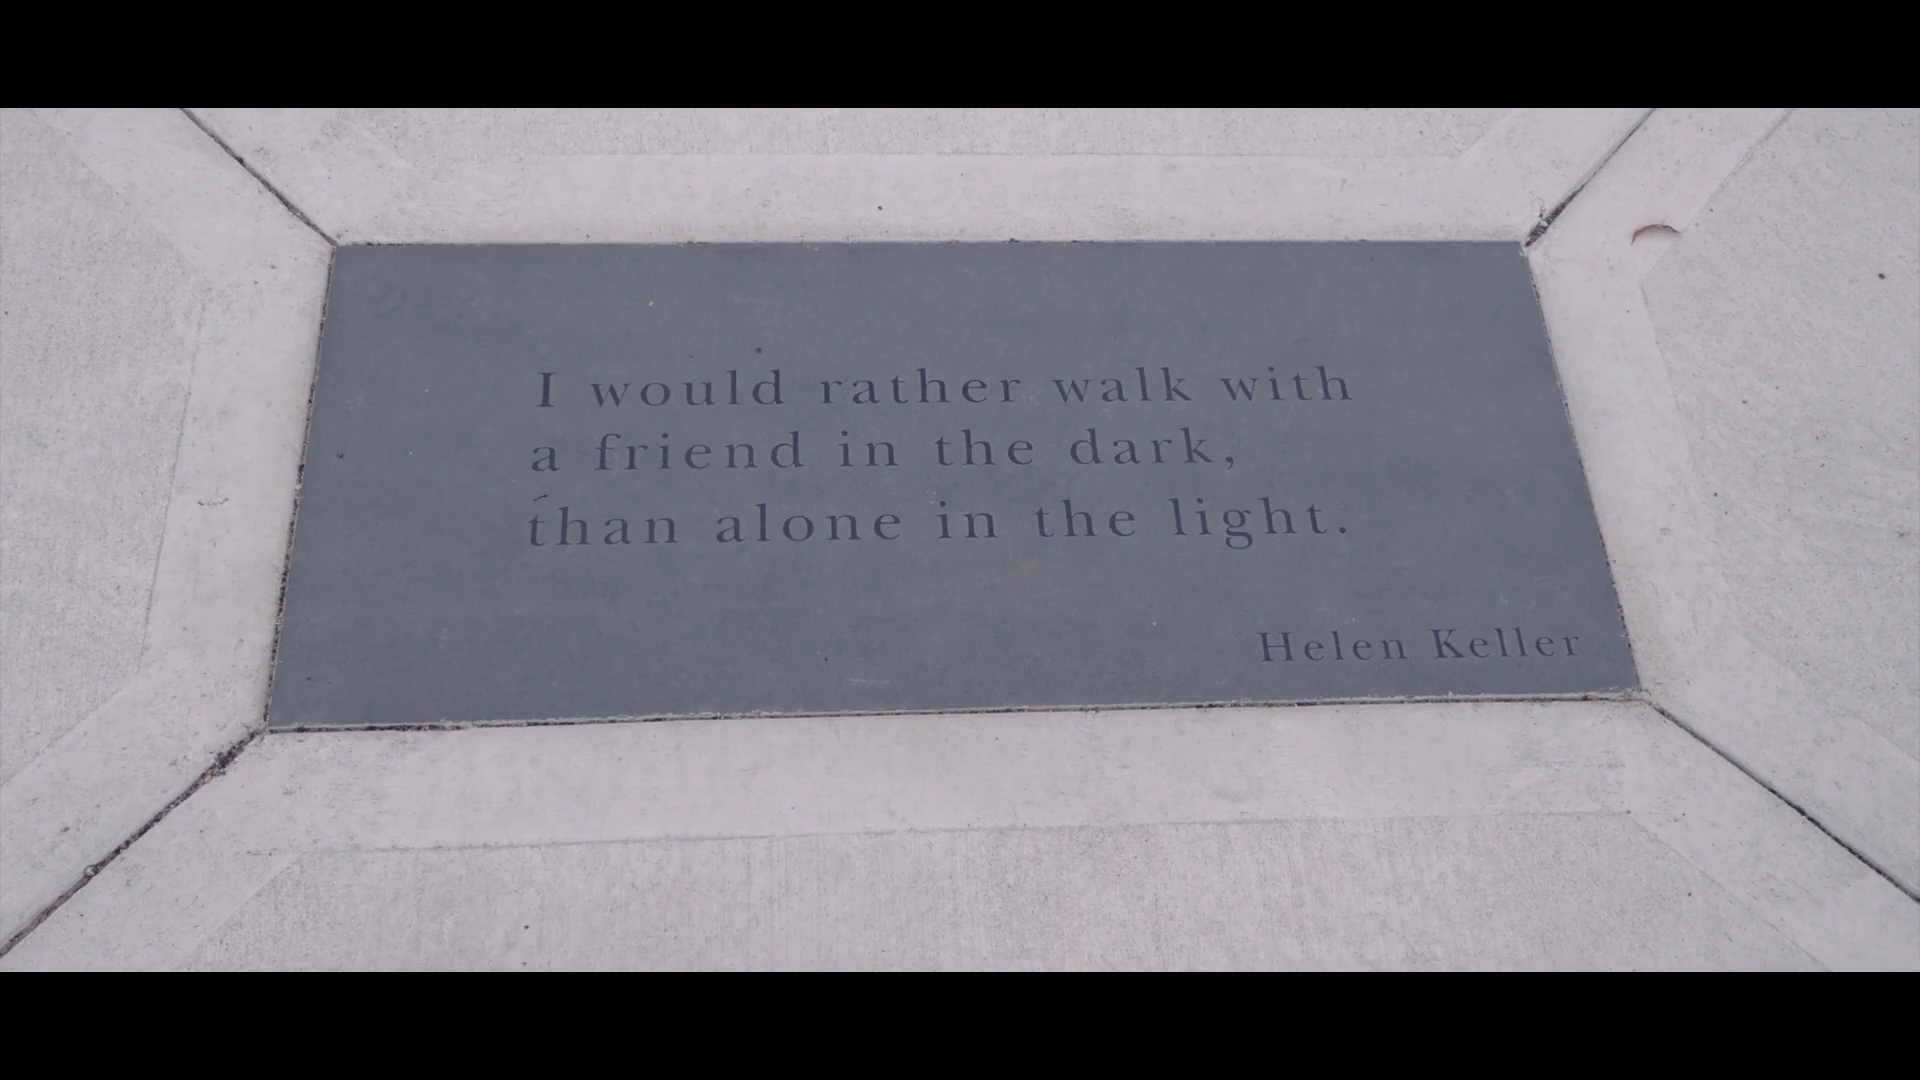 I would rather walk with
a friend in the dark,
than alone in the light.
Helen Keller